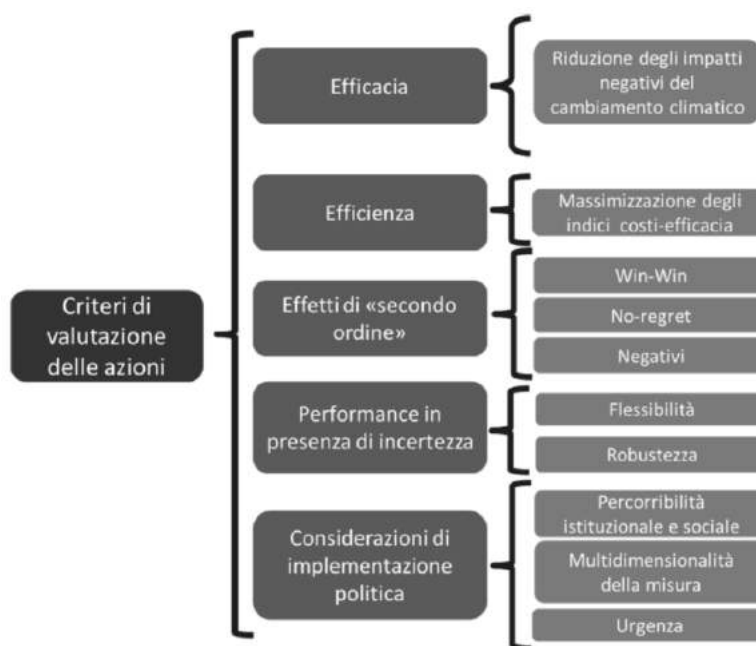 Criteri di
valutazione
delle azioni
Efficacia
Riduzione degli impatti
negativi del
cambiamento climatico
Efficienza
Massimizzazione degli
indici costi-efficacia
Effetti di «secondo
ordine»
Win-Win
No-regret
Negativi
Performance in
presenza di incertezza
Flessibilità
Robustezza
Considerazioni di
implementazione
politica
Percorribilità
istituzionale e sociale
Multidimensionalità
della misura
Urgenza